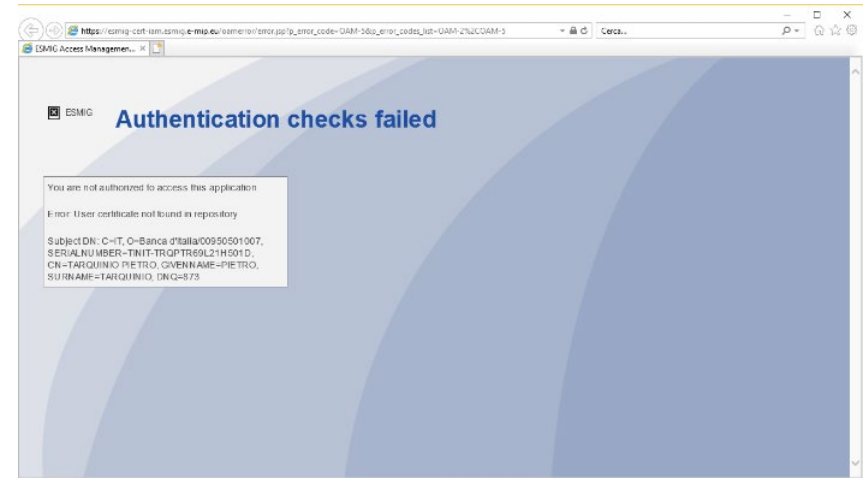 https://esmig-cert-iam.esmig.e-mip.eu/oamerror/error.jsp?p_error_code=OAM-5&p_error_codes_list=OAM-2%2COAM-5
Cerca...
ESMIG Access Managemen...
ESMIG
Authentication checks failed
You are not authorized to access this application
Error: User certificate not found in repository
Subject DN: C=IT, O=Banca d'Italia/00950501007,
SERIALNUMBER=TINIT-TRQPTR69L21H501D,
CN=TARQUINIO PIETRO, GIVENNAME=PIETRO,
SURNAME=TARQUINIO, DNQ=873